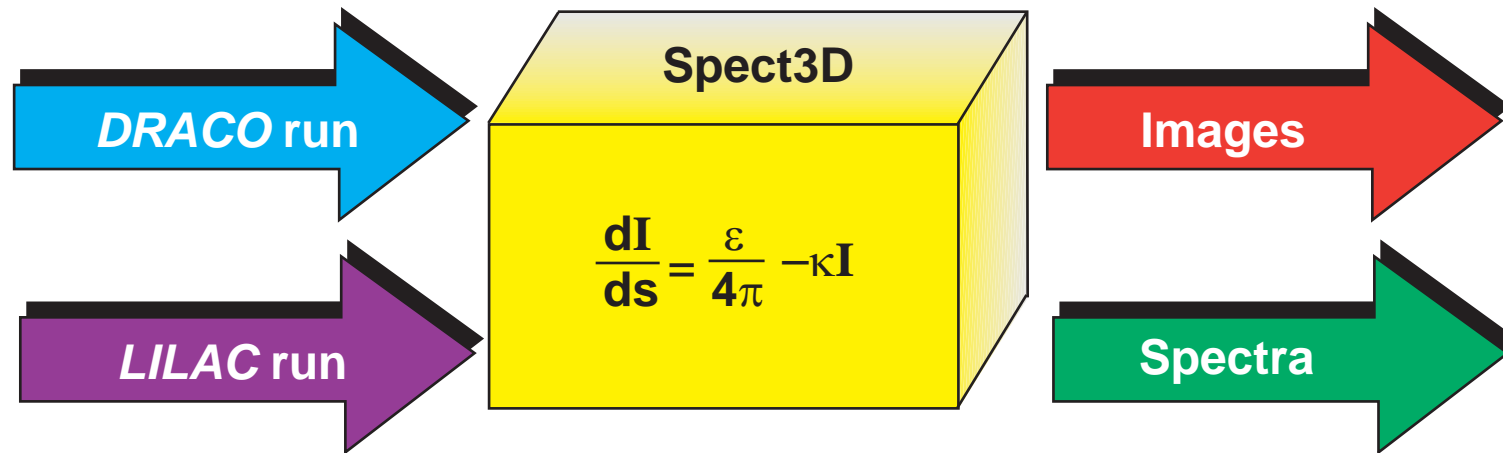 DRACO run
LILAC run
Spect3D
dI/ds = ε/4π −κI
Images
Spectra